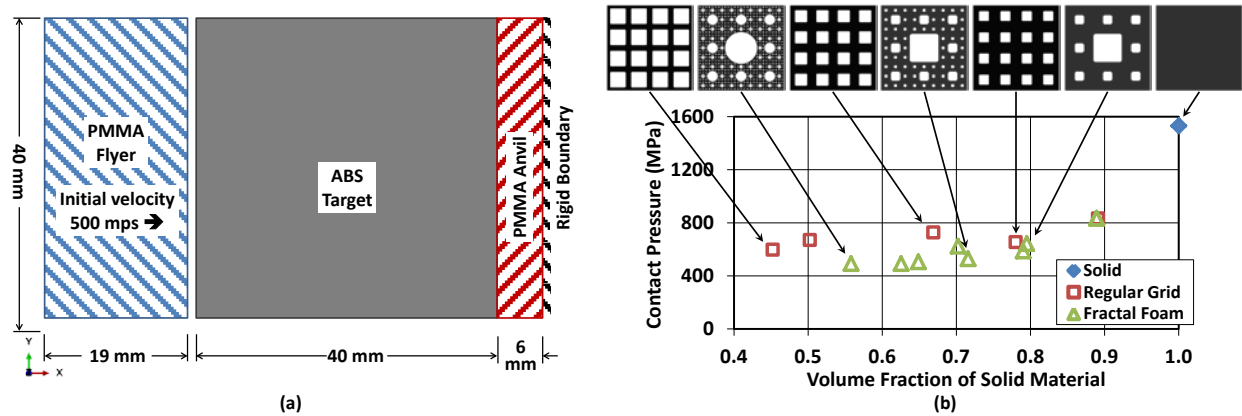 40 mm
PMMA
Flyer
Initial velocity
500 mps
ABS
Target
PMMA Anvil
Rigid Boundary
Y
X
19 mm
40 mm
6
mm
(a)
Contact Pressure (MPa)
1600
1200
800
400
0
Solid
Regular Grid
Fractal Foam
0.4 0.5 0.6 0.7 0.8 0.9 1.0
Volume Fraction of Solid Material
(b)